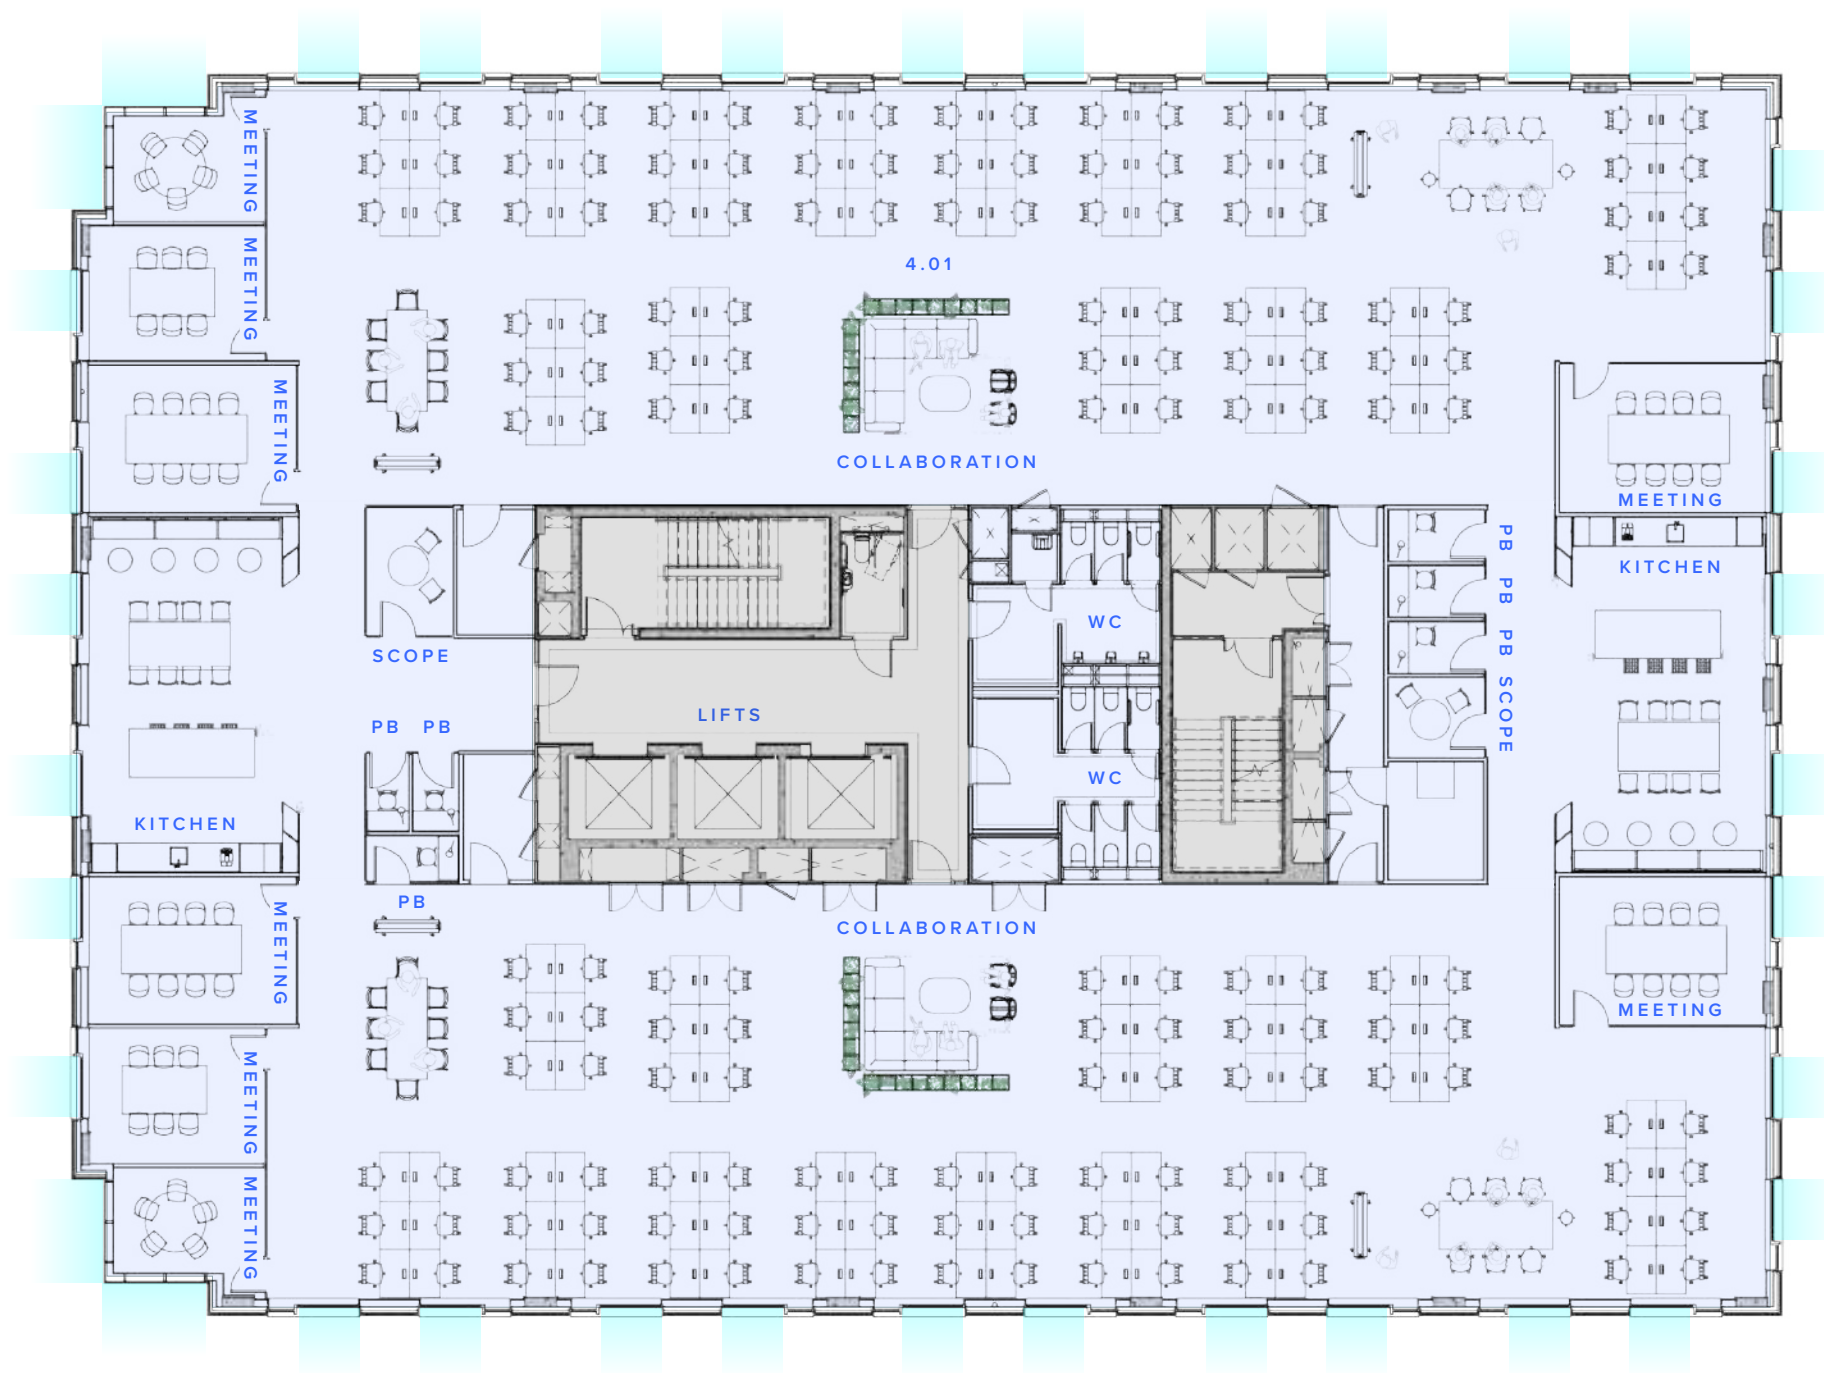 MEETING
MEETING
4.01
MEETING
COLLABORATION
MEETING
PB
KITCHEN
PB
WC
PB
SCOPE
SCOPE
LIFTS
PB PB
WC
KITCHEN
PB
MEETING
COLLABORATION
MEETING
MEETING
MEETING